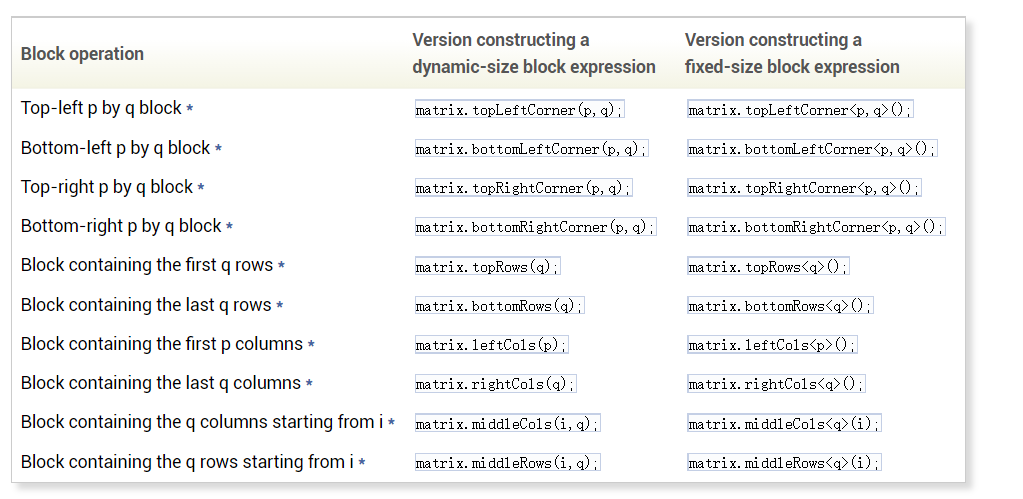 Block operation Version constructing a dynamic-size block expression Version constructing a fixed-size block expression
Top-left p by q block * matrix.topLeftCorner(p,q); matrix.topLeftCorner<p,q>();
Bottom-left p by q block * matrix.bottomLeftCorner(p,q); matrix.bottomLeftCorner<p,q>();
Top-right p by q block * matrix.topRightCorner(p,q); matrix.topRightCorner<p,q>();
Bottom-right p by q block * matrix.bottomRightCorner(p,q); matrix.bottomRightCorner<p,q>();
Block containing the first q rows * matrix.topRows(q); matrix.topRows<q>();
Block containing the last q rows * matrix.bottomRows(q); matrix.bottomRows<q>();
Block containing the first p columns * matrix.leftCols(p); matrix.leftCols<p>();
Block containing the last q columns * matrix.rightCols(q); matrix.rightCols<q>();
Block containing the q columns starting from i * matrix.middleCols(i,q); matrix.middleCols<q>(i);
Block containing the q rows starting from i * matrix.middleRows(i,q); matrix.middleRows<q>(i);